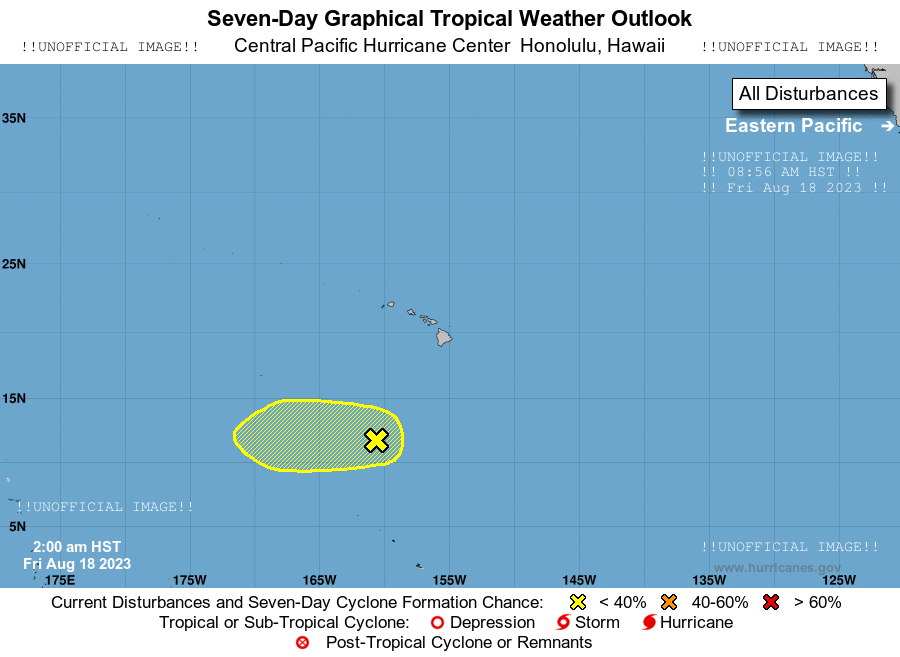 Seven-Day Graphical Tropical Weather Outlook
!!UNOFFICIAL IMAGE!! Central Pacific Hurricane Center Honolulu, Hawaii !!UNOFFICIAL IMAGE!!
All Disturbances
35N
Eastern Pacific →
!!UNOFFICIAL IMAGE!!
!! 08:56 AM HST !!
!! Fri Aug 18 2023 !!
25N
15N
!!UNOFFICIAL IMAGE!!
5N
2:00 am HST
!!UNOFFICIAL IMAGE!!
Fri Aug 18 2023
www.hurricanes.gov
175E 175W 165W 155W 145W 135W 125W
Current Disturbances and Seven-Day Cyclone Formation Chance: < 40% 40-60% > 60%
Tropical or Sub-Tropical Cyclone: Depression Storm Hurricane
Post-Tropical Cyclone or Remnants